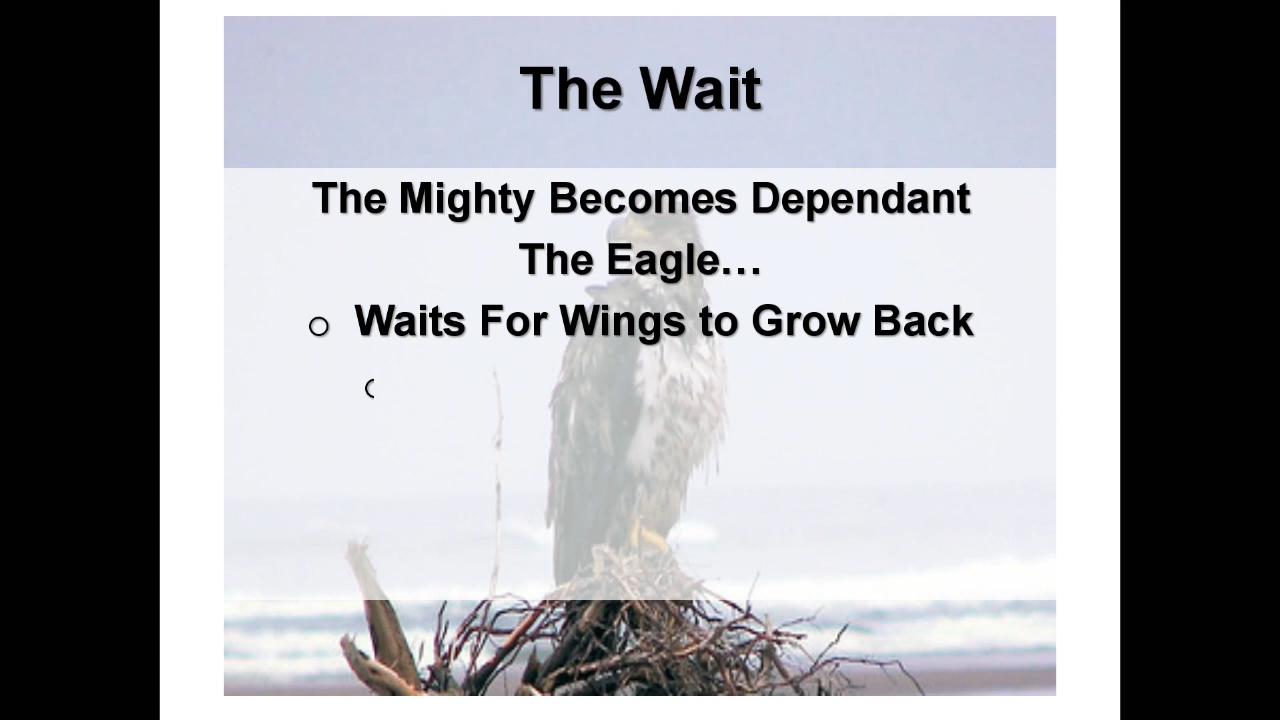 The Wait
The Mighty Becomes Dependant
The Eagle…
o Waits For Wings to Grow Back